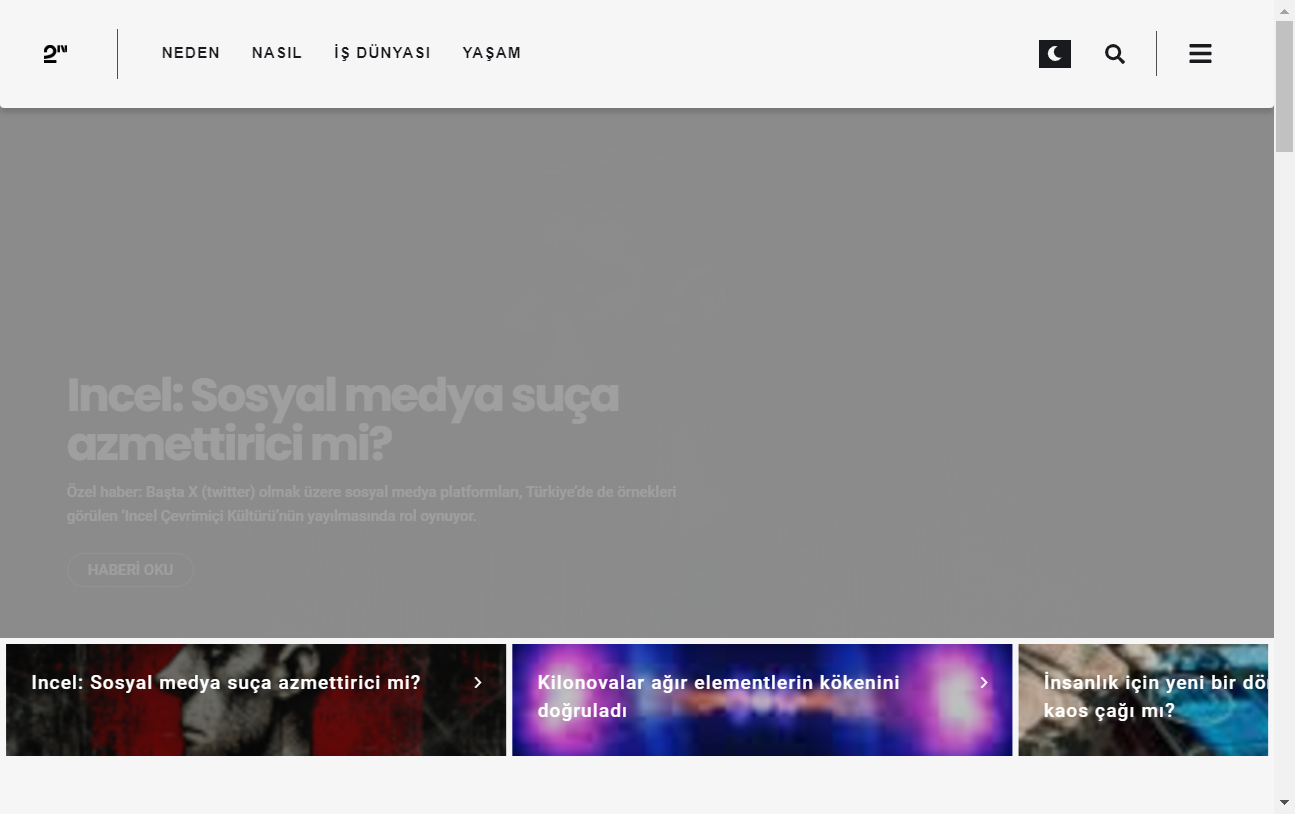 2N
NEDEN NASIL İŞ DÜNYASI YAŞAM
Incel: Sosyal medya suça
azmettirici mi?
Özel haber: Başta X (twitter) olmak üzere sosyal medya platformları, Türkiye’de de örnekleri
görülen ‘Incel Çevrimiçi Kültürü’nün yayılmasında rol oynuyor.
HABERİ OKU
Incel: Sosyal medya suça azmettirici mi?
Kilonovalar ağır elementlerin kökenini
doğruladı
İnsanlık için yeni bir
kaos çağı mı?